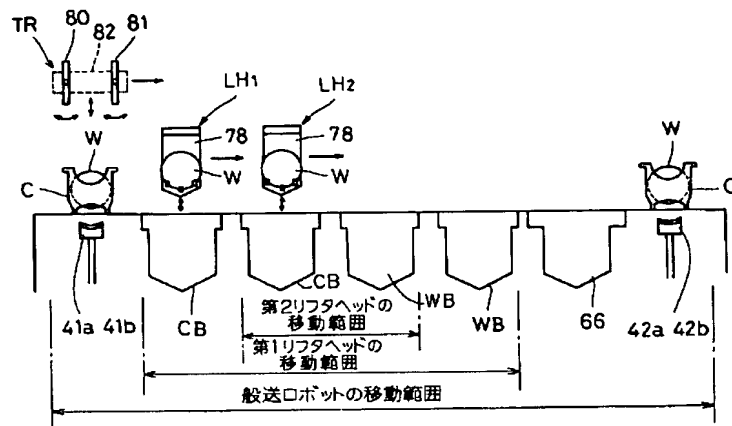 80 81
TR 82
LH1 LH2
78 78
W W W W
C C
41a 41b CB CB WB WB 66 42a 42b
第2リフタヘッドの
移動範囲
第1リフタヘッドの
移動範囲
般送ロボットの移動範囲